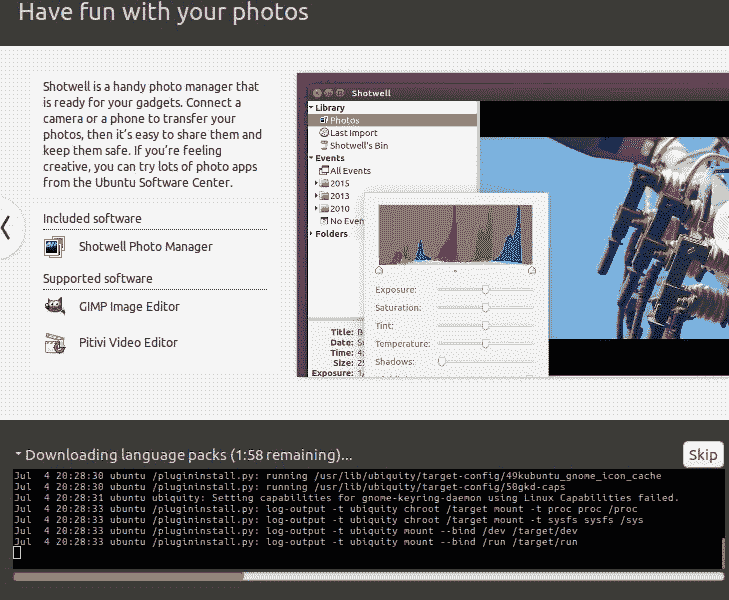 Have fun with your photos
Shotwell is a handy photo manager that
is ready for your gadgets. Connect a
camera or a phone to transfer your
photos, then it's easy to share them and
keep them safe. If you're feeling
creative, you can try lots of photo apps
from the Ubuntu Software Center.
Included software
Shotwell Photo Manager
Supported software
GIMP Image Editor
Pitivi Video Editor
Shotwell
Library
Photos
Last Import
Shotwell's Bin
Events
All Events
2015
2013
2010
No Even
Folders
Exposure:
Saturation:
Tint:
Temperature:
Shadows:
Title: B
Date: Su
Time: 4:
Size: 25
Exposure: 1/
Downloading language packs (1:58 remaining)...
Skip
Jul  4 20:28:30 ubuntu /plugininstall.py: running /usr/lib/ubiquity/target-config/49kubuntu_gnome_icon_cache
Jul  4 20:28:30 ubuntu /plugininstall.py: running /usr/lib/ubiquity/target-config/50gkd-caps
Jul  4 20:28:31 ubuntu ubiquity: Setting capabilities for gnome-keyring-daemon using Linux Capabilities failed.
Jul  4 20:28:33 ubuntu /plugininstall.py: log-output -t ubiquity chroot /target mount -t proc proc /proc
Jul  4 20:28:33 ubuntu /plugininstall.py: log-output -t ubiquity chroot /target mount -t sysfs sysfs /sys
Jul  4 20:28:33 ubuntu /plugininstall.py: log-output -t ubiquity mount --bind /dev /target/dev
Jul  4 20:28:33 ubuntu /plugininstall.py: log-output -t ubiquity mount --bind /run /target/run